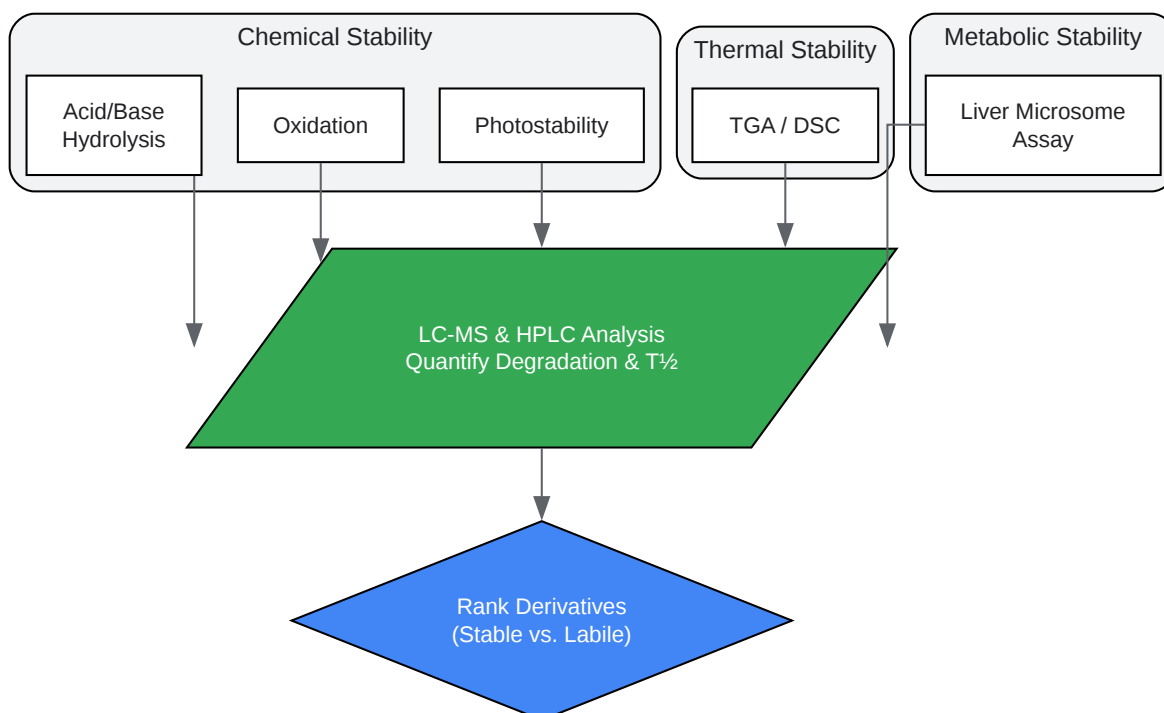 Chemical Stability
Thermal Stability
Metabolic Stability
Acid/Base
Hydrolysis
Oxidation
Photostability
TGA / DSC
Liver Microsome
Assay
LC-MS & HPLC Analysis
Quantify Degradation & T½
Rank Derivatives
(Stable vs. Labile)